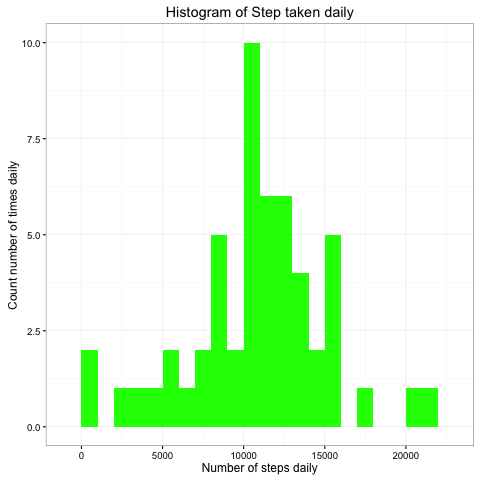 Histogram of Step taken daily
Count number of times daily
10.0
7.5
5.0
2.5
0.0
0 5000 10000 15000 20000
Number of steps daily